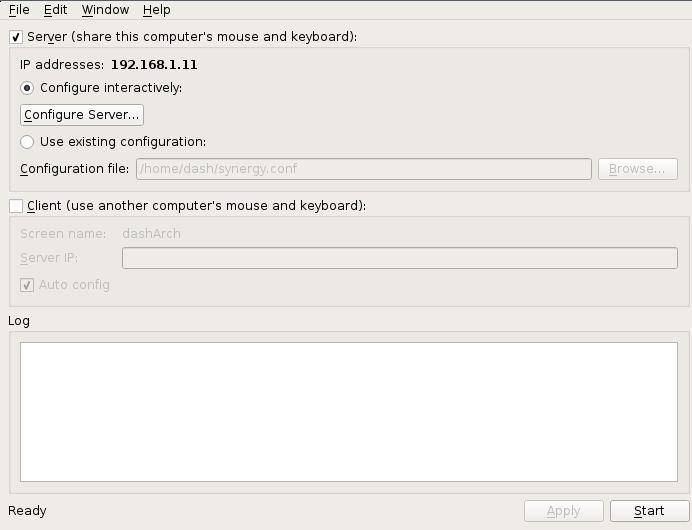 File Edit Window Help
Server (share this computer's mouse and keyboard):
IP addresses: 192.168.1.11
Configure interactively:
Configure Server...
Use existing configuration:
Configuration file: /home/dash/synergy.conf Browse...
Client (use another computer's mouse and keyboard):
Screen name: dashArch
Server IP:
Auto config
Log
Ready Apply Start